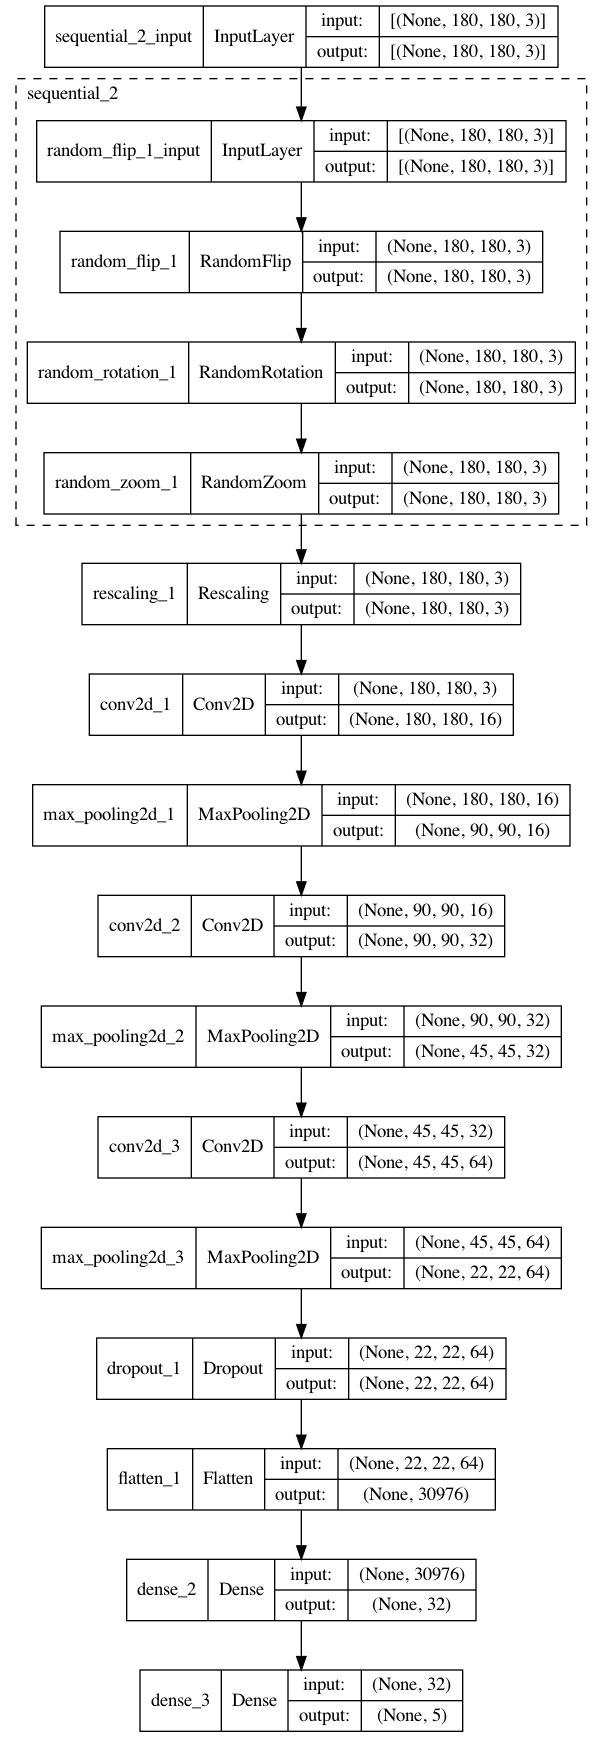 sequential_2_input InputLayer input: [(None, 180, 180, 3)]
output: [(None, 180, 180, 3)]
sequential_2
random_flip_1_input InputLayer input: [(None, 180, 180, 3)]
output: [(None, 180, 180, 3)]
random_flip_1 RandomFlip input: (None, 180, 180, 3)
output: (None, 180, 180, 3)
random_rotation_1 RandomRotation input: (None, 180, 180, 3)
output: (None, 180, 180, 3)
random_zoom_1 RandomZoom input: (None, 180, 180, 3)
output: (None, 180, 180, 3)
rescaling_1 Rescaling input: (None, 180, 180, 3)
output: (None, 180, 180, 3)
conv2d_1 Conv2D input: (None, 180, 180, 3)
output: (None, 180, 180, 16)
max_pooling2d_1 MaxPooling2D input: (None, 180, 180, 16)
output: (None, 90, 90, 16)
conv2d_2 Conv2D input: (None, 90, 90, 16)
output: (None, 90, 90, 32)
max_pooling2d_2 MaxPooling2D input: (None, 90, 90, 32)
output: (None, 45, 45, 32)
conv2d_3 Conv2D input: (None, 45, 45, 32)
output: (None, 45, 45, 64)
max_pooling2d_3 MaxPooling2D input: (None, 45, 45, 64)
output: (None, 22, 22, 64)
dropout_1 Dropout input: (None, 22, 22, 64)
output: (None, 22, 22, 64)
flatten_1 Flatten input: (None, 22, 22, 64)
output: (None, 30976)
dense_2 Dense input: (None, 30976)
output: (None, 32)
dense_3 Dense input: (None, 32)
output: (None, 5)